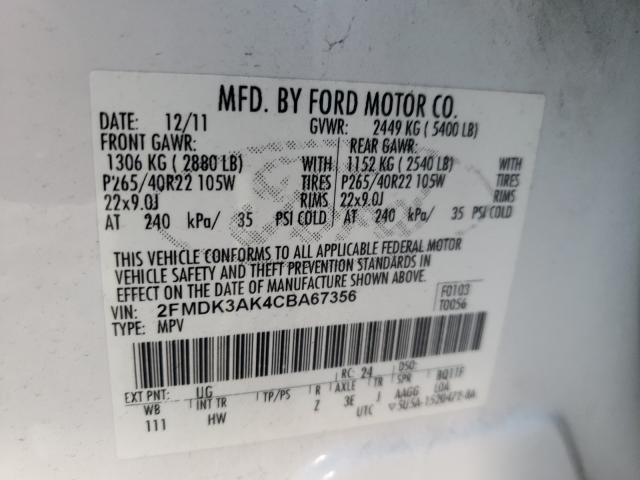 MFD. BY FORD MOTOR CO.
DATE: 12/11 GVWR: 2449 KG ( 5400 LB)
FRONT GAWR: REAR GAWR:
1306 KG ( 2880 LB) WITH 1152 KG ( 2540 LB) WITH
P265/40R22 105W TIRES P265/40R22 105W TIRES
22x9.0J RIMS 22x9.0J RIMS
AT 240 kPa/ 35 PSI COLD AT 240 kPa/ 35 PSI COLD
THIS VEHICLE CONFORMS TO ALL APPLICABLE FEDERAL MOTOR
VEHICLE SAFETY AND THEFT PREVENTION STANDARDS IN
EFFECT ON THE DATE OF MANUFACTURE SHOWN ABOVE.
VIN: 2FMDK3AK4CBA67356 F0103
TYPE: MPV T0056
RC: 24 DSO:
EXT PNT: UG AXLE TR SPR
WB INT TR TP/PS R 3E J AAGG LOA
111 HW Z UTC